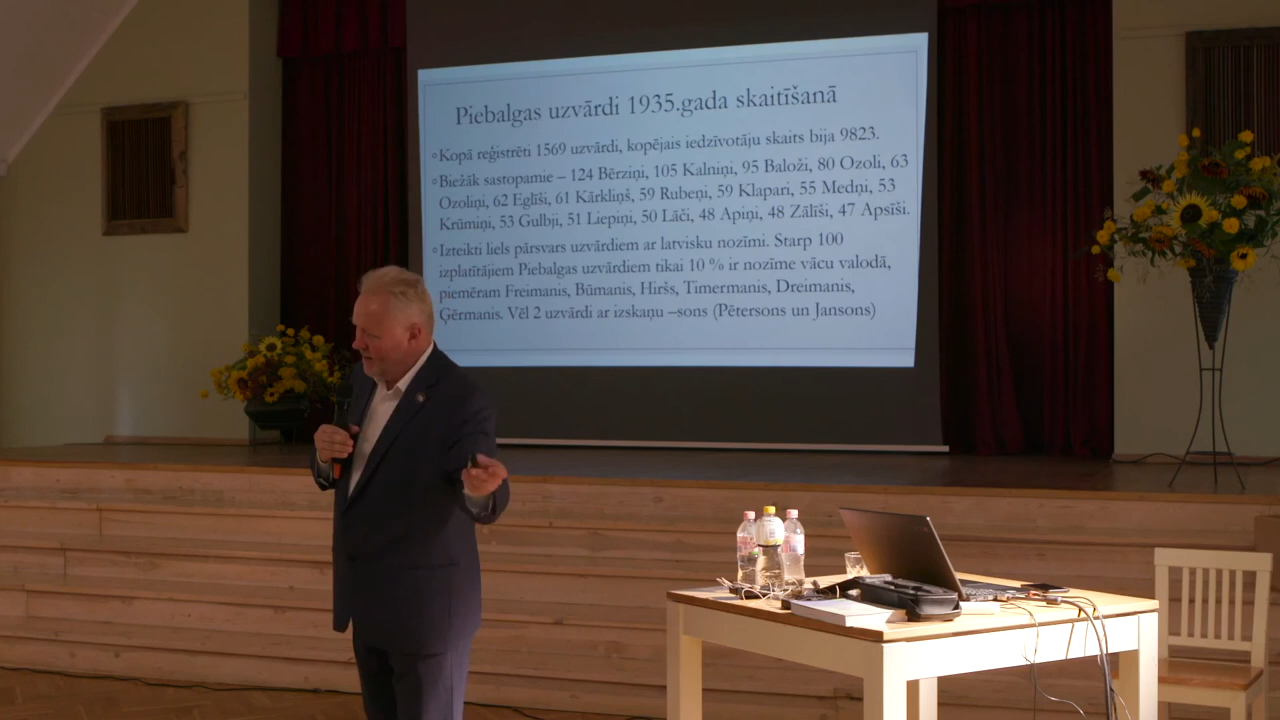 Piebalgas uzvārdi 1935.gada skaitīšanā
Kopā reģistrēti 1569 uzvārdi, kopējais iedzīvotāju skaits bija 9823.
Biežāk sastopamie – 124 Bērziņi, 105 Kalniņi, 95 Baloži, 80 Ozoli, 63
Ozoliņi, 62 Eglīši, 61 Kārkliņš, 59 Rubeņi, 59 Klapari, 55 Medņi, 53
Krūmiņi, 53 Gulbji, 51 Liepiņi, 50 Lāči, 48 Apiņi, 48 Zālīši, 47 Apsīši.
Izteikti liels pārsvars uzvārdiem ar latvisku nozīmi. Starp 100
izplatītājiem Piebalgas uzvārdiem tikai 10 % ir nozīme vācu valodā,
piemēram Freimanis, Būmanis, Hiršs, Timermanis, Dreimanis,
Ģērmanis. Vēl 2 uzvārdi ar izskaņu –sons (Pētersons un Jansons)